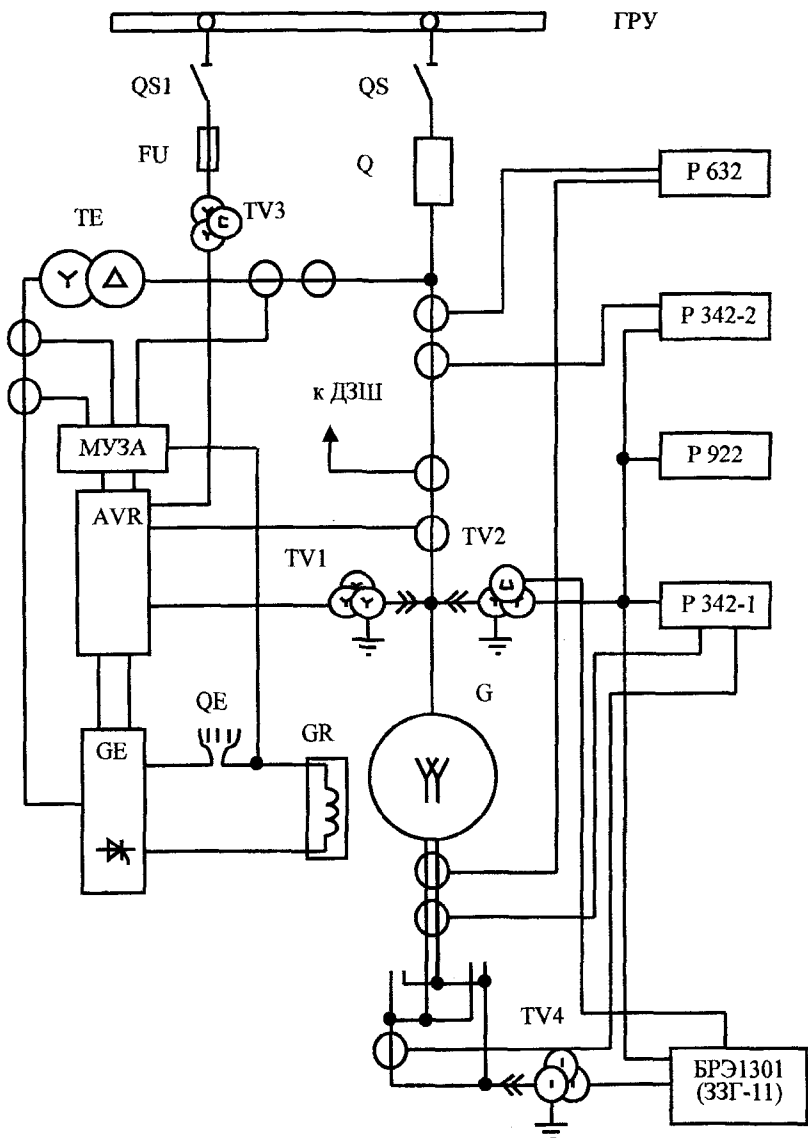 ГРУ
QS1
QS
FU
Q
P 632
TE
TV3
P 342-2
к ДЗШ
МУЗА
P 922
AVR
TV1
TV2
P 342-1
QE
G
GE
GR
TV4
БРЭ1301
(ЗЗГ-11)